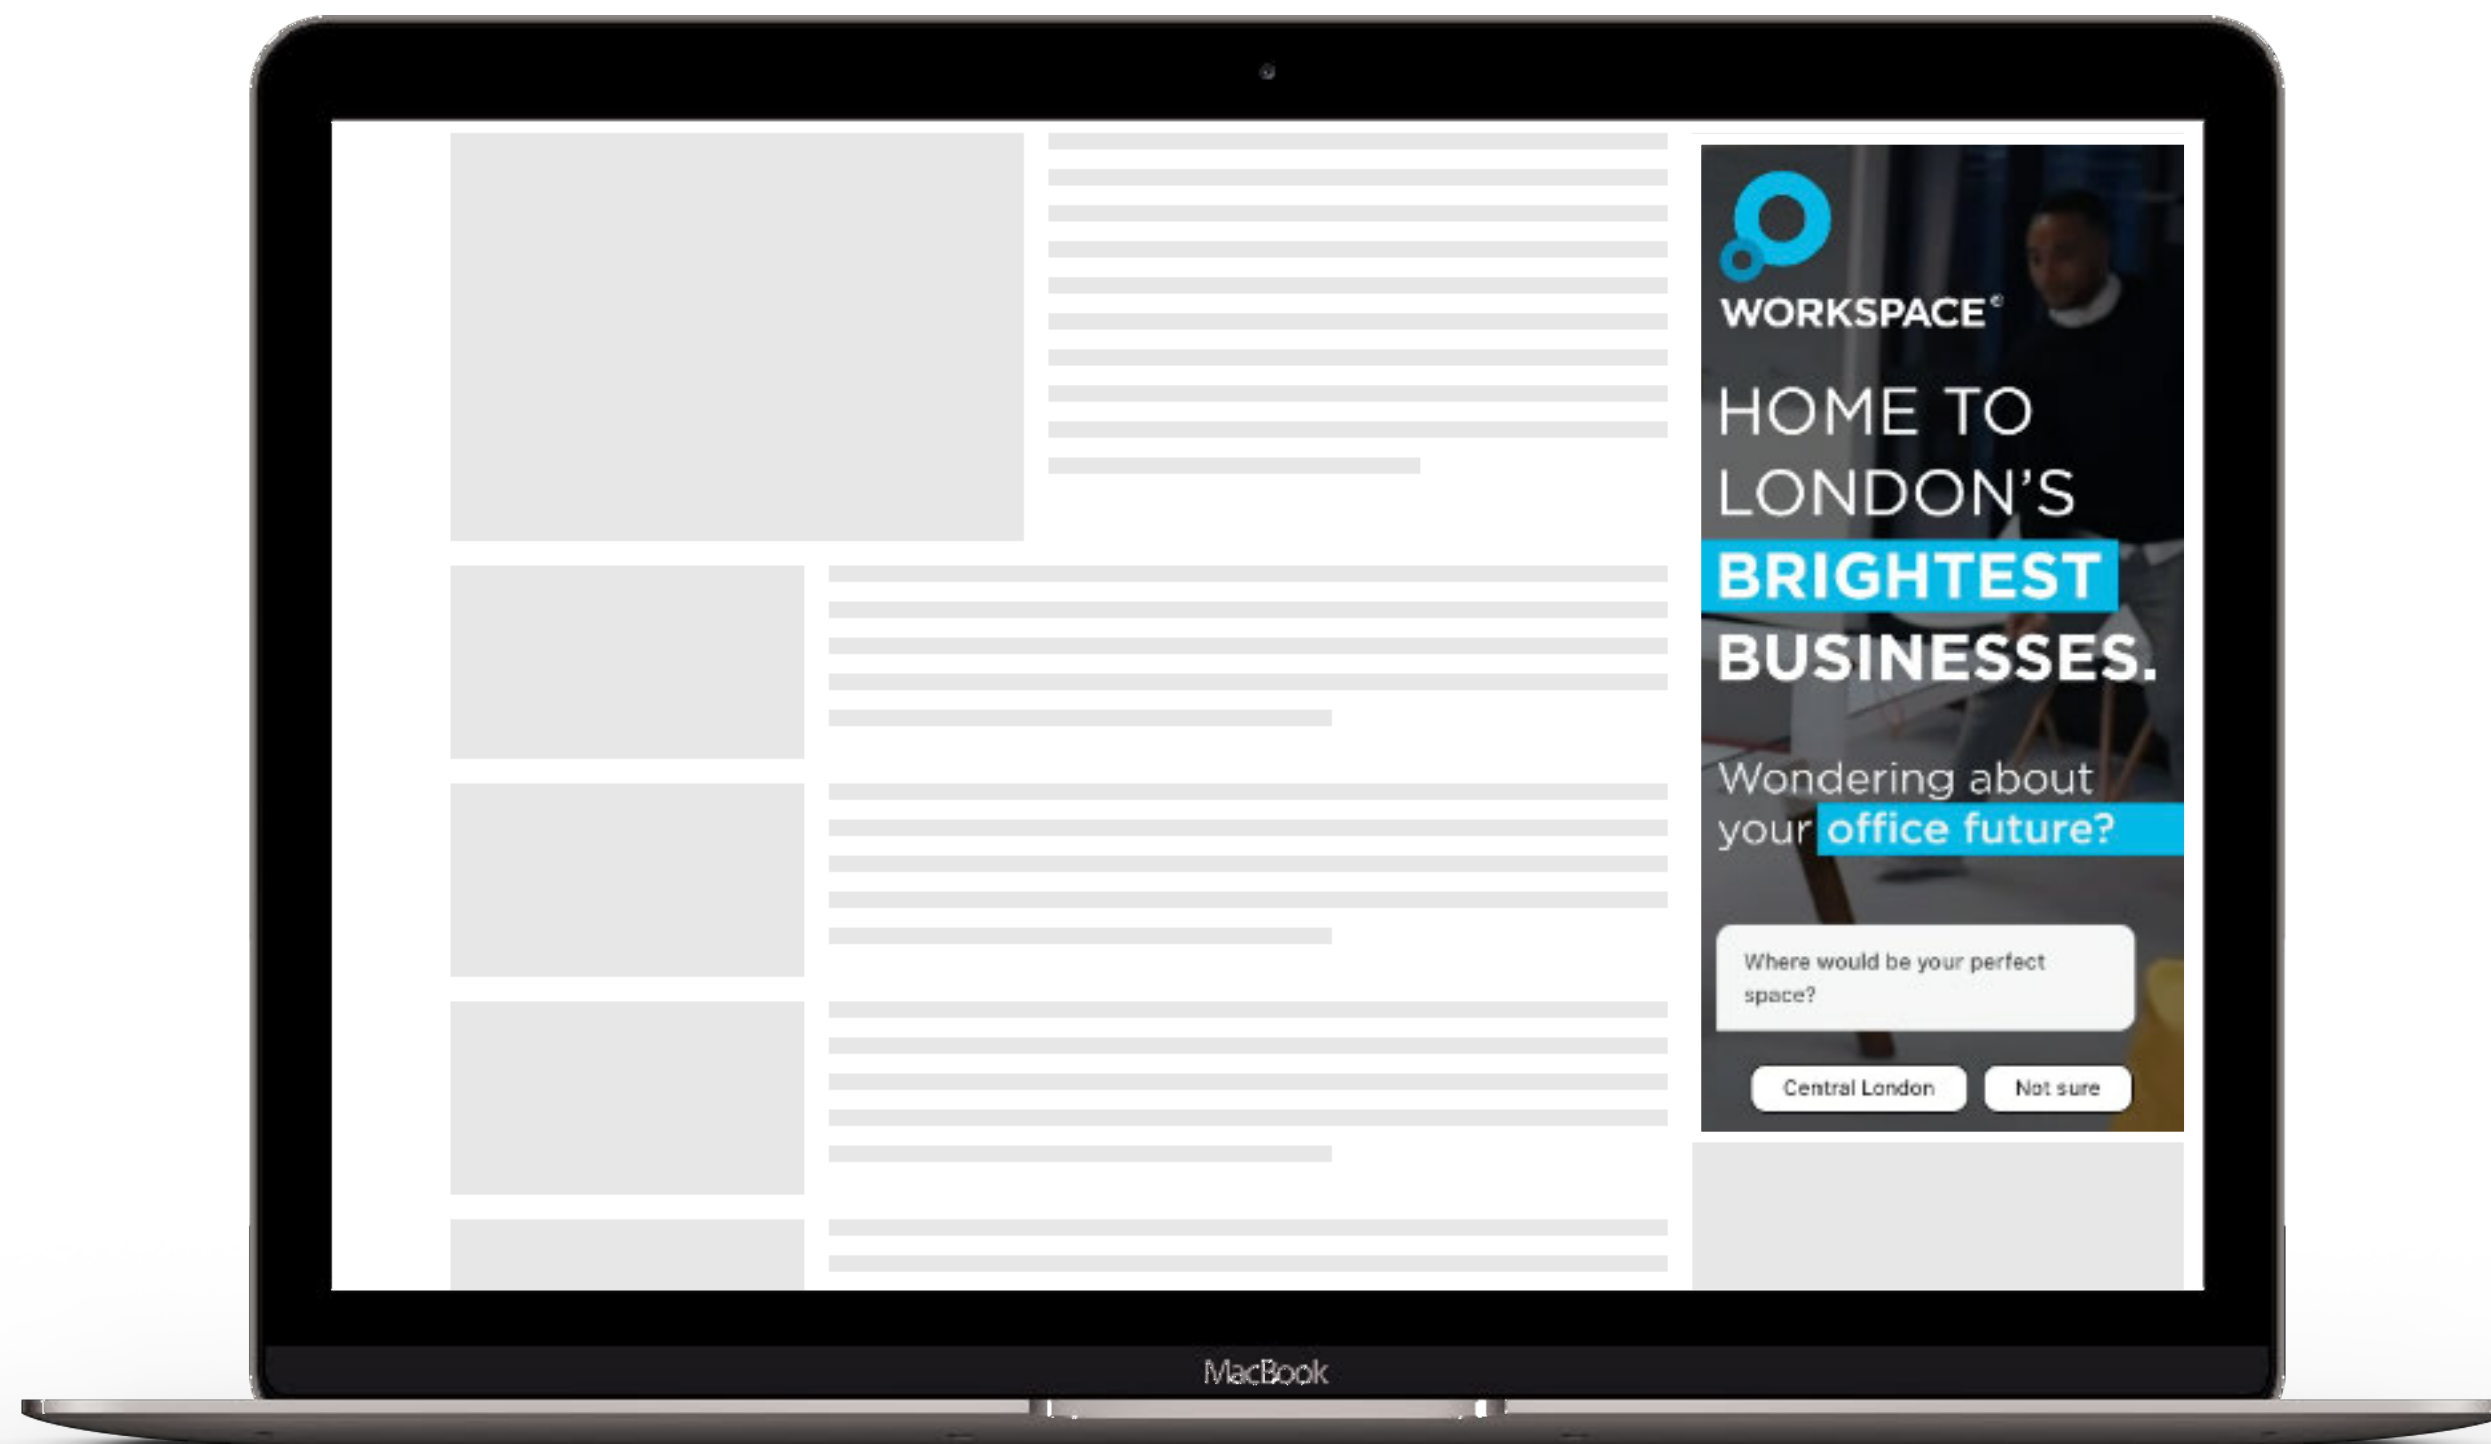 WORKSPACE®
HOME TO
LONDON’S
BRIGHTEST
BUSINESSES.
Wondering about
your office future?
Where would be your perfect
space?
Central London Not sure
MacBook